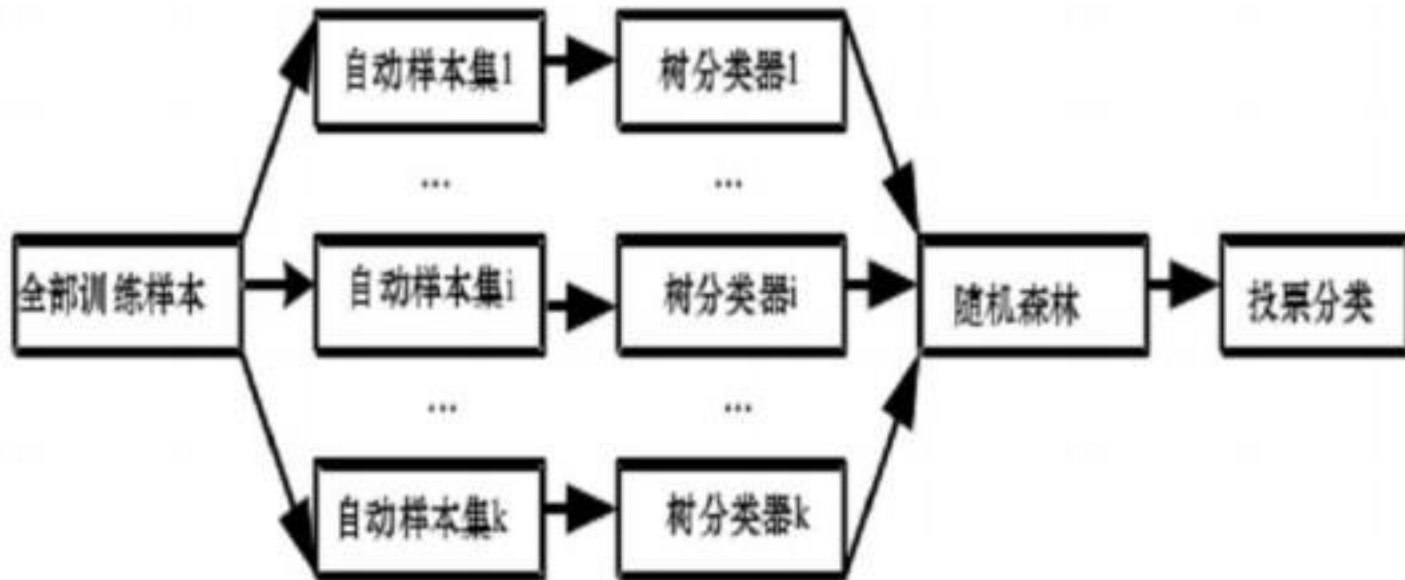 自动样本集1
树分类器1
...
...
全部训练样本
自动样本集i
树分类器i
随机森林
投票分类
...
...
自动样本集k
树分类器k